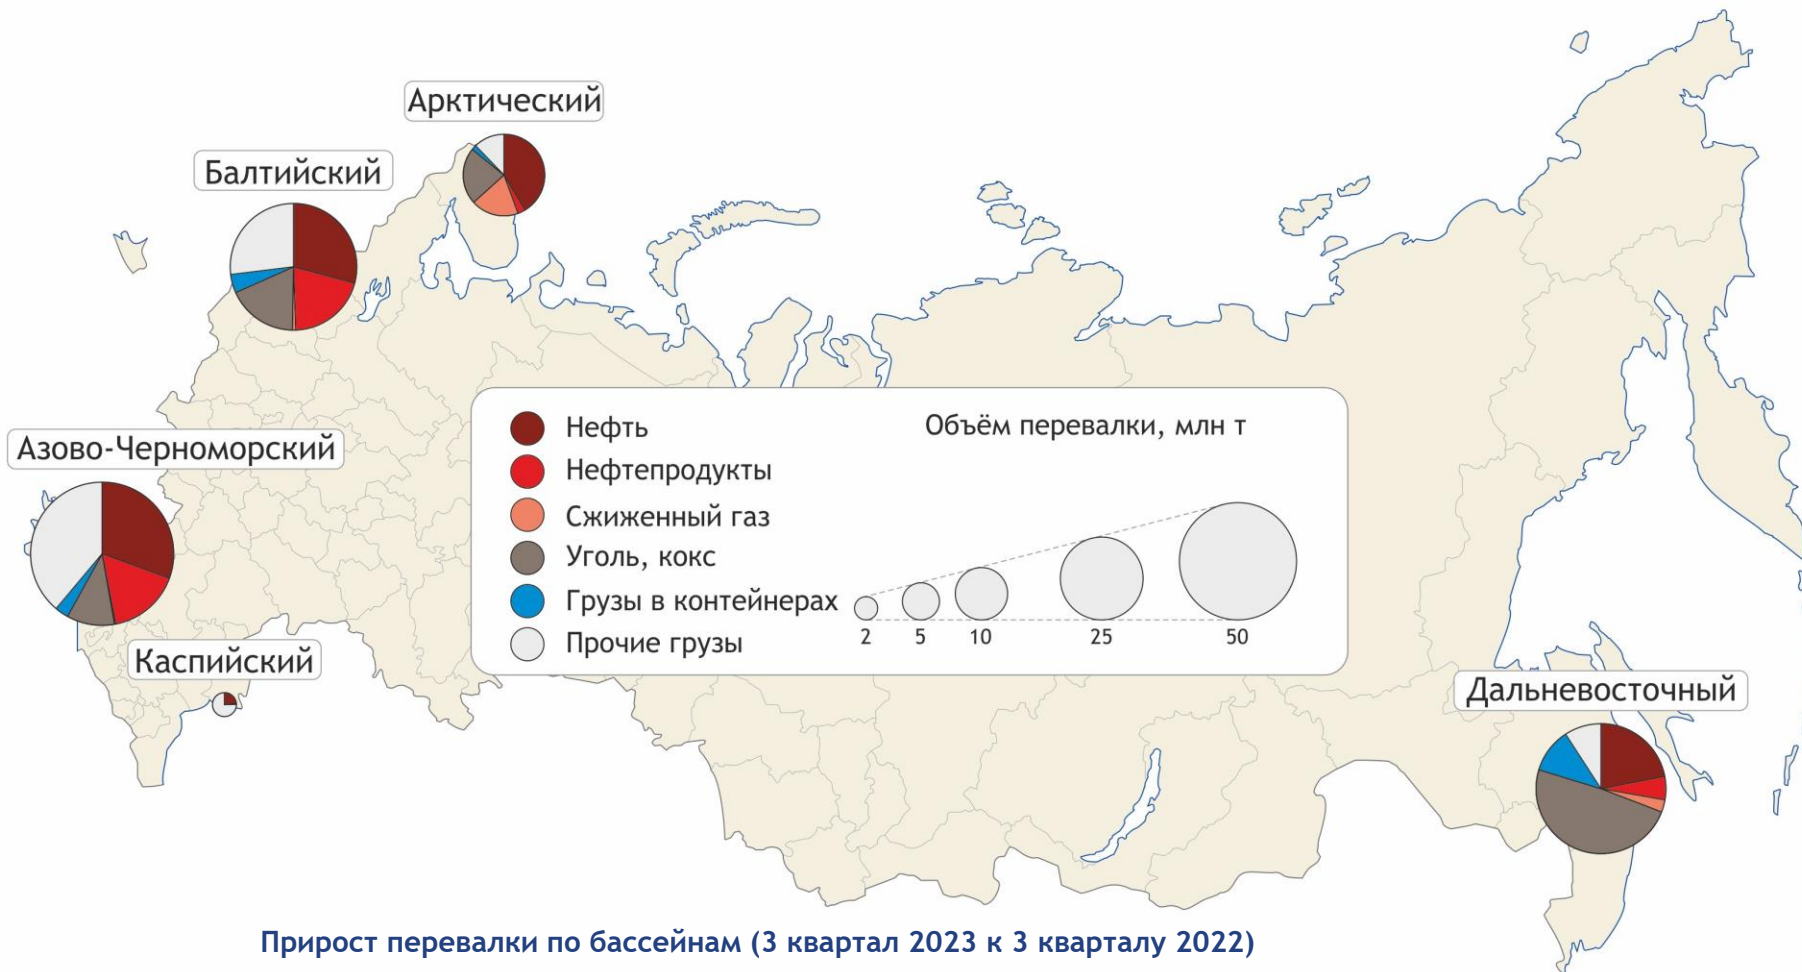 Арктический
Балтийский
Азово-Черноморский
Каспийский
Дальневосточный
Нефть
Нефтепродукты
Сжиженный газ
Уголь, кокс
Грузы в контейнерах
Прочие грузы
Объём перевалки, млн т
2 5 10 25 50
Прирост перевалки по бассейнам (3 квартал 2023 к 3 кварталу 2022)